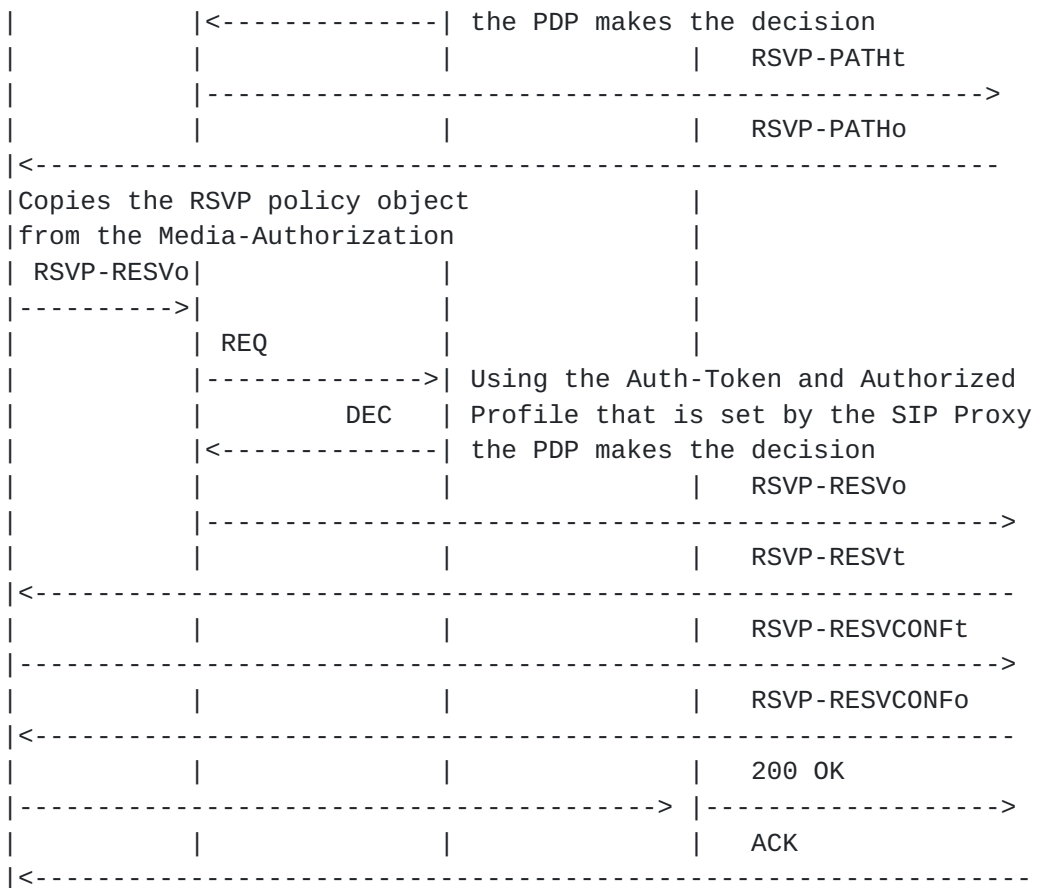 |           |<--------------| the PDP makes the decision
|           |               |               |   RSVP-PATHt
|           |-------------------------------------------------->
|           |               |               |   RSVP-PATHo
|<--------------------------------------------------------------
|Copies the RSVP policy object              |
|from the Media-Authorization               |
| RSVP-RESVo|               |               |
|---------->|               |               |
|           | REQ           |               |
|           |-------------->| Using the Auth-Token and Authorized
|           |         DEC   | Profile that is set by the SIP Proxy
|           |<--------------| the PDP makes the decision
|           |               |               |   RSVP-RESVo
|           |--------------------------------------------------->
|           |               |               |   RSVP-RESVt
|<---------------------------------------------------------------
|           |               |               |   RSVP-RESVCONFt
|--------------------------------------------------------------->
|           |               |               |   RSVP-RESVCONFo
|<---------------------------------------------------------------
|           |               |               |   200 OK
|-----------------------------------------> |------------------->
|           |               |               |   ACK
|<----------------------------------------------------------------